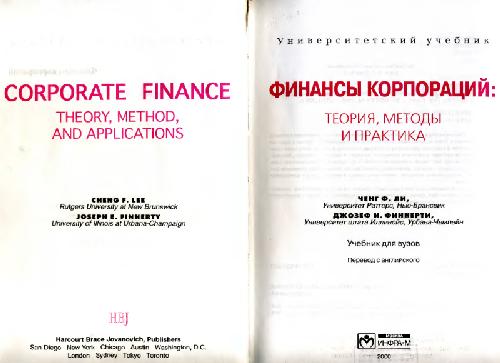 CORPORATE FINANCE
THEORY, METHOD,
AND APPLICATIONS
CHENG F. LEE
Rutgers University at New Brunswick
JOSEPH E. FINNERTY
University of Illinois at Urbana-Champaign
HBJ
Harcourt Brace Jovanovich, Publishers
San Diego New York Chicago Austin Washington, D.C.
London Sydney Tokyo Toronto
Университетский учебник
ФИНАНСЫ КОРПОРАЦИЙ:
ТЕОРИЯ, МЕТОДЫ
И ПРАКТИКА
ЧЕНГ Ф. ЛИ,
Университет Ратгерс, Нью-Брансвик
ДЖОЗЕФ И. ФИННЕРТИ,
Университет штата Иллинойс, Урбана-Чемпейн
Учебник для вузов
Перевод с английского
МОСКВА
ИНФРА-М
2000